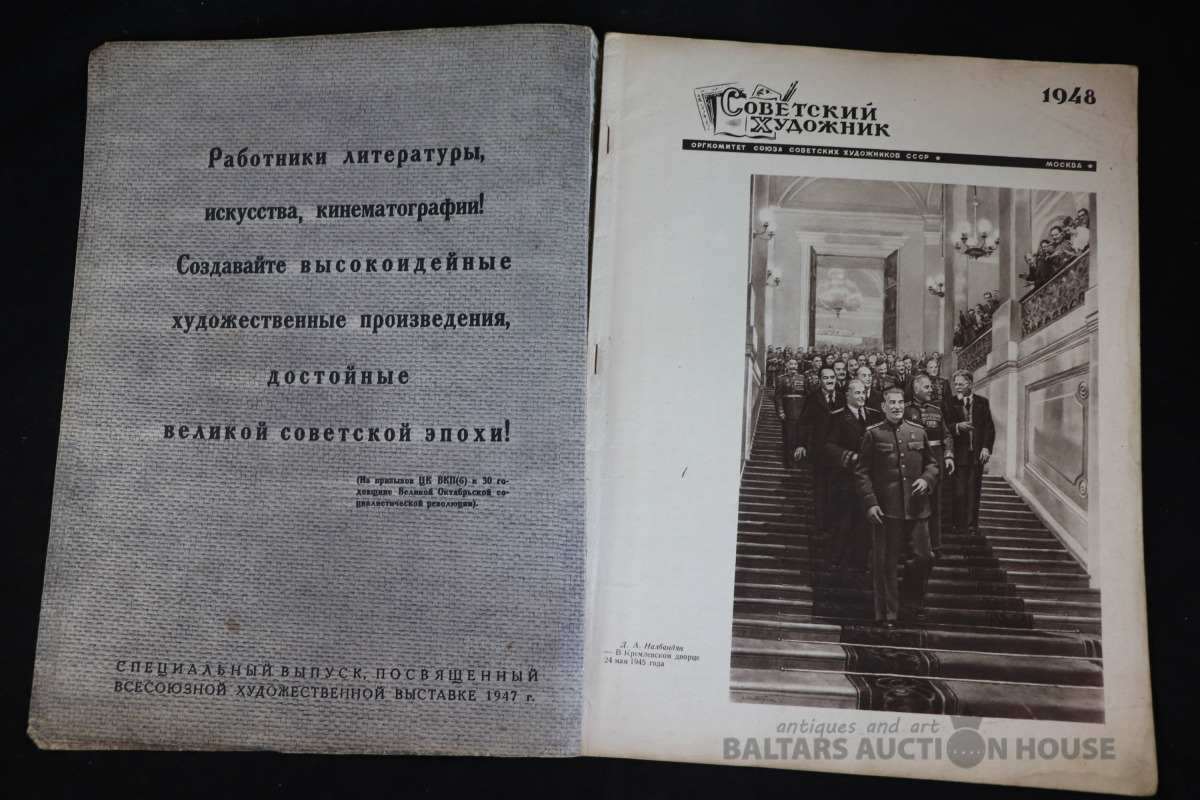 Работники литературы,
искусства, кинематографии!
Создавайте высокоидейные
художественные произведения,
достойные
великой советской эпохи!
(Из призывов ЦК ВКП(б) к 30 го-
довщине Великой Октябрьской со-
циалистической революции).
СПЕЦИАЛЬНЫЙ ВЫПУСК, ПОСВЯЩЕННЫЙ
ВСЕСОЮЗНОЙ ХУДОЖЕСТВЕННОЙ ВЫСТАВКЕ 1947 г.
СОВЕТСКИЙ
ХУДОЖНИК
1948
ОРГКОМИТЕТ СОЮЗА СОВЕТСКИХ ХУДОЖНИКОВ СССР ★ МОСКВА ★
Д. А. Налбандян
— В Кремлевском дворце
24 мая 1945 года
antiques and art
BALTARS AUCTION HOUSE